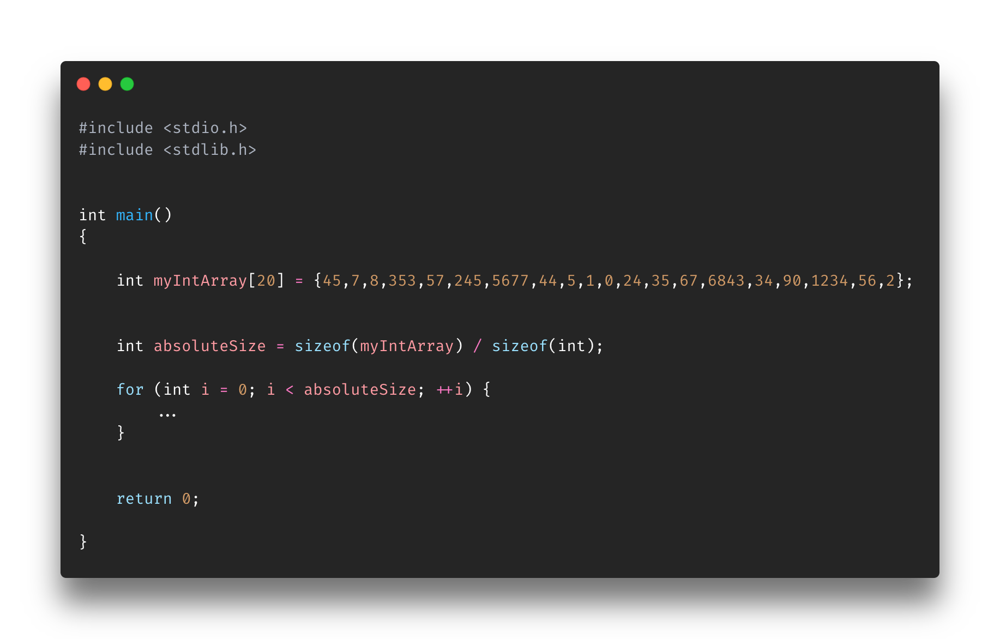 #include <stdio.h>
#include <stdlib.h>
int main()
{
int myIntArray[20] = {45,7,8,353,57,245,5677,44,5,1,0,24,35,67,6843,34,90,1234,56,2};
int absoluteSize = sizeof(myIntArray) / sizeof(int);
for (int i = 0; i < absoluteSize; ++i) {
...
}
return 0;
}